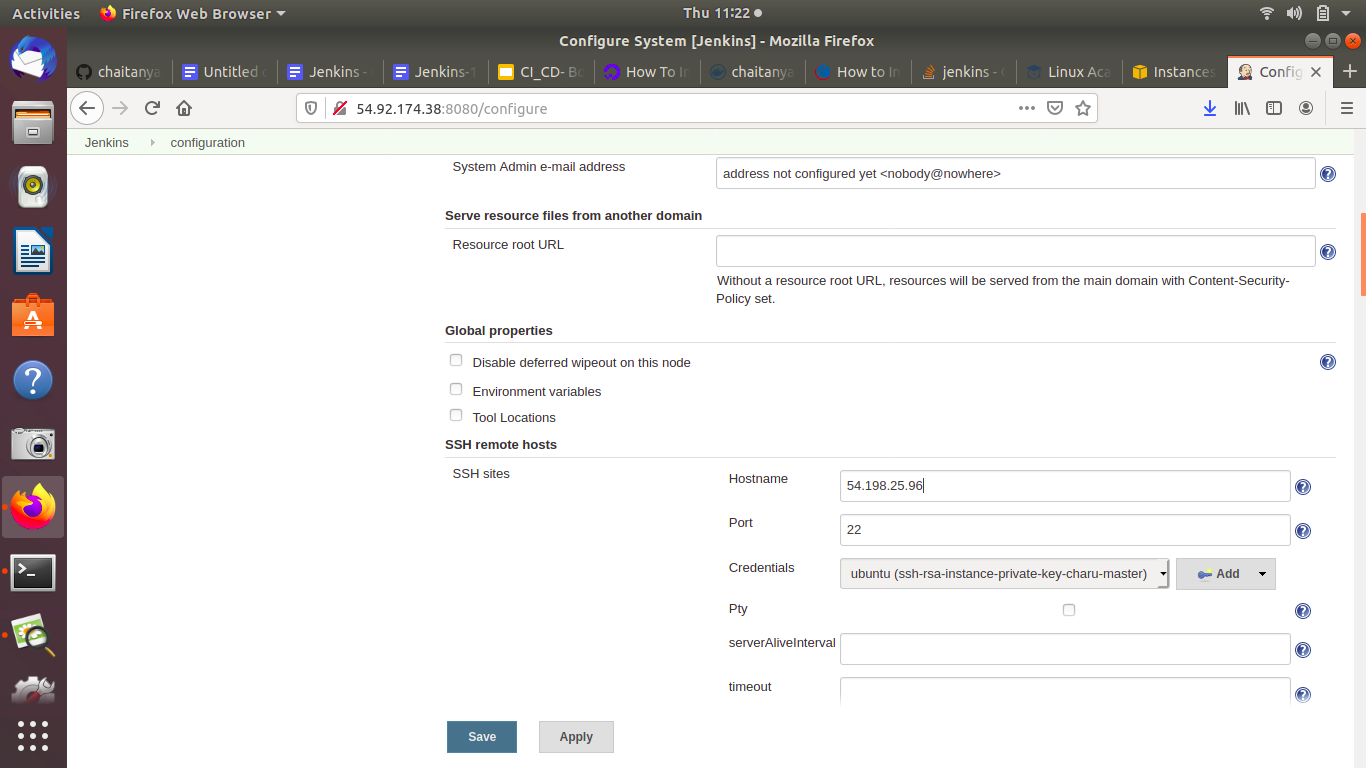 Activities Firefox Web Browser Thu 11:22
Configure System [Jenkins] - Mozilla Firefox
chaitanya Untitled Jenkins - Jenkins-1 CI_CD- Bo How To In chaitanya How to In jenkins - Linux Aca Instances Config
54.92.174.38:8080/configure
Jenkins configuration
System Admin e-mail address address not configured yet <nobody@nowhere>
Serve resource files from another domain
Resource root URL
Without a resource root URL, resources will be served from the main domain with Content-Security-
Policy set.
Global properties
Disable deferred wipeout on this node
Environment variables
Tool Locations
SSH remote hosts
SSH sites Hostname 54.198.25.96
Port 22
Credentials ubuntu (ssh-rsa-instance-private-key-charu-master) Add
Pty
serverAliveInterval
timeout
Save Apply